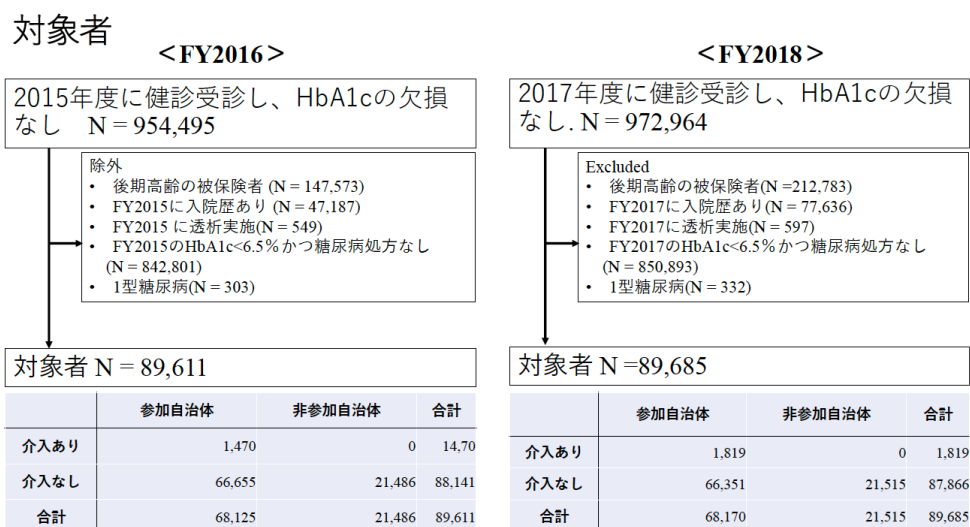 対象者
＜FY2016＞
2015年度に健診受診し、HbA1cの欠損
なし N = 954,495
除外
• 後期高齢の被保険者 (N = 147,573)
• FY2015に入院歴あり (N = 47,187)
• FY2015 に透析実施(N = 549)
• FY2015のHbA1c<6.5％かつ糖尿病処方なし
(N = 842,801)
• 1型糖尿病(N = 303)
対象者 N = 89,611
参加自治体 非参加自治体 合計
介入あり 1,470 0 14,70
介入なし 66,655 21,486 88,141
合計 68,125 21,486 89,611
＜FY2018＞
2017年度に健診受診し、HbA1cの欠損
なし. N = 972,964
Excluded
• 後期高齢の被保険者(N =212,783)
• FY2017に入院歴あり(N = 77,636)
• FY2017に透析実施(N = 597)
• FY2017のHbA1c<6.5％かつ糖尿病処方なし
(N = 850,893)
• 1型糖尿病(N = 332)
対象者 N =89,685
参加自治体 非参加自治体 合計
介入あり 1,819 0 1,819
介入なし 66,351 21,515 87,866
合計 68,170 21,515 89,685